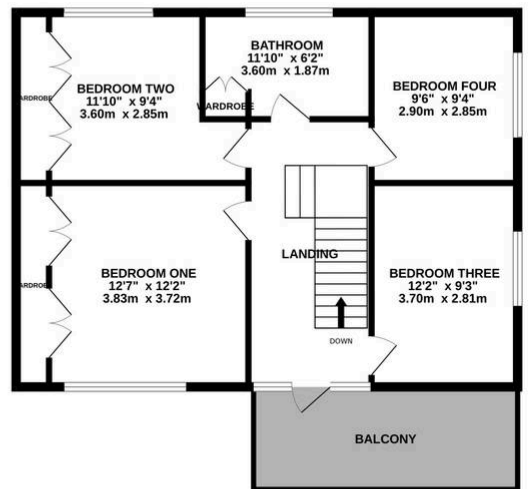 BATHROOM
11'10" x 6'2"
3.60m x 1.87m
BEDROOM TWO
11'10" x 9'4"
3.60m x 2.85m
ARDROBE
WARDROBE
BEDROOM FOUR
9'6" x 9'4"
2.90m x 2.85m
LANDING
BEDROOM ONE
12'7" x 12'2"
3.83m x 3.72m
ARDROBE
BEDROOM THREE
12'2" x 9'3"
3.70m x 2.81m
DOWN
BALCONY